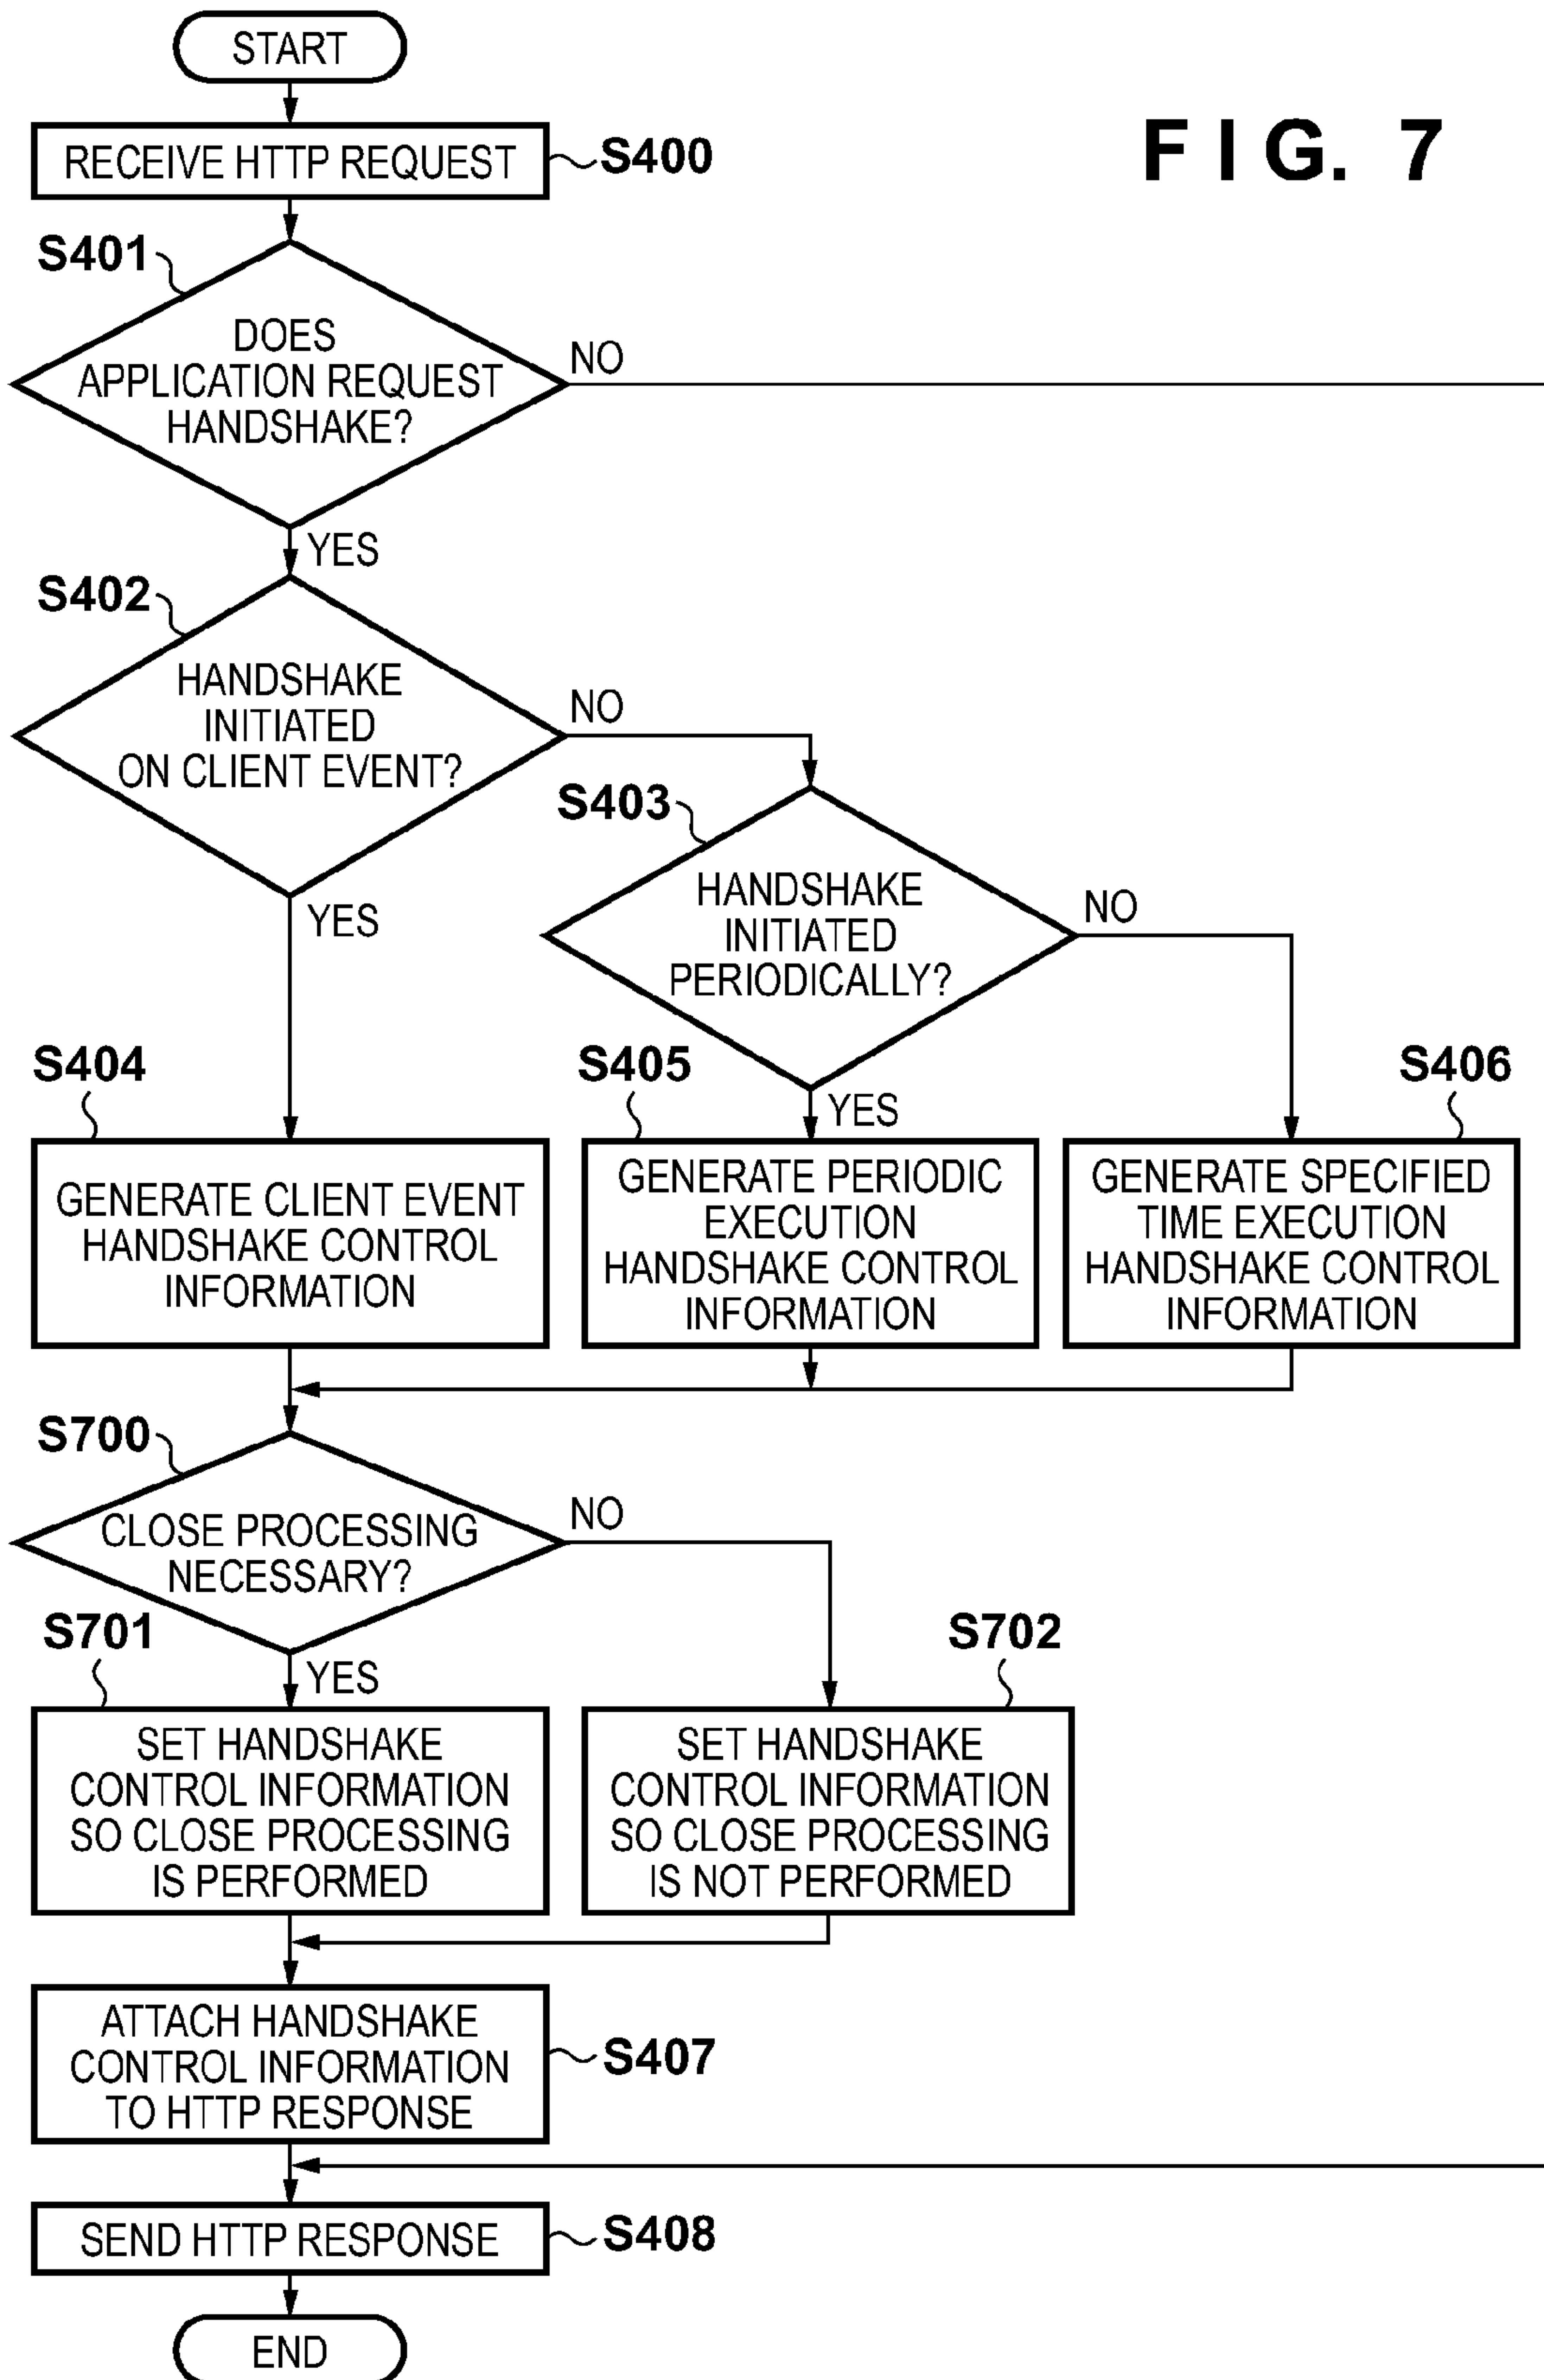 START
F I G. 7
RECEIVE HTTP REQUEST
S400
S401
DOES
APPLICATION REQUEST
HANDSHAKE?
NO
YES
S402
HANDSHAKE
INITIATED
ON CLIENT EVENT?
NO
YES
S403
HANDSHAKE
INITIATED
PERIODICALLY?
NO
YES
S404
GENERATE CLIENT EVENT
HANDSHAKE CONTROL
INFORMATION
S405
GENERATE PERIODIC
EXECUTION
HANDSHAKE CONTROL
INFORMATION
S406
GENERATE SPECIFIED
TIME EXECUTION
HANDSHAKE CONTROL
INFORMATION
S700
CLOSE PROCESSING
NECESSARY?
NO
YES
S701
SET HANDSHAKE
CONTROL INFORMATION
SO CLOSE PROCESSING
IS PERFORMED
S702
SET HANDSHAKE
CONTROL INFORMATION
SO CLOSE PROCESSING
IS NOT PERFORMED
ATTACH HANDSHAKE
CONTROL INFORMATION
TO HTTP RESPONSE
S407
SEND HTTP RESPONSE
S408
END